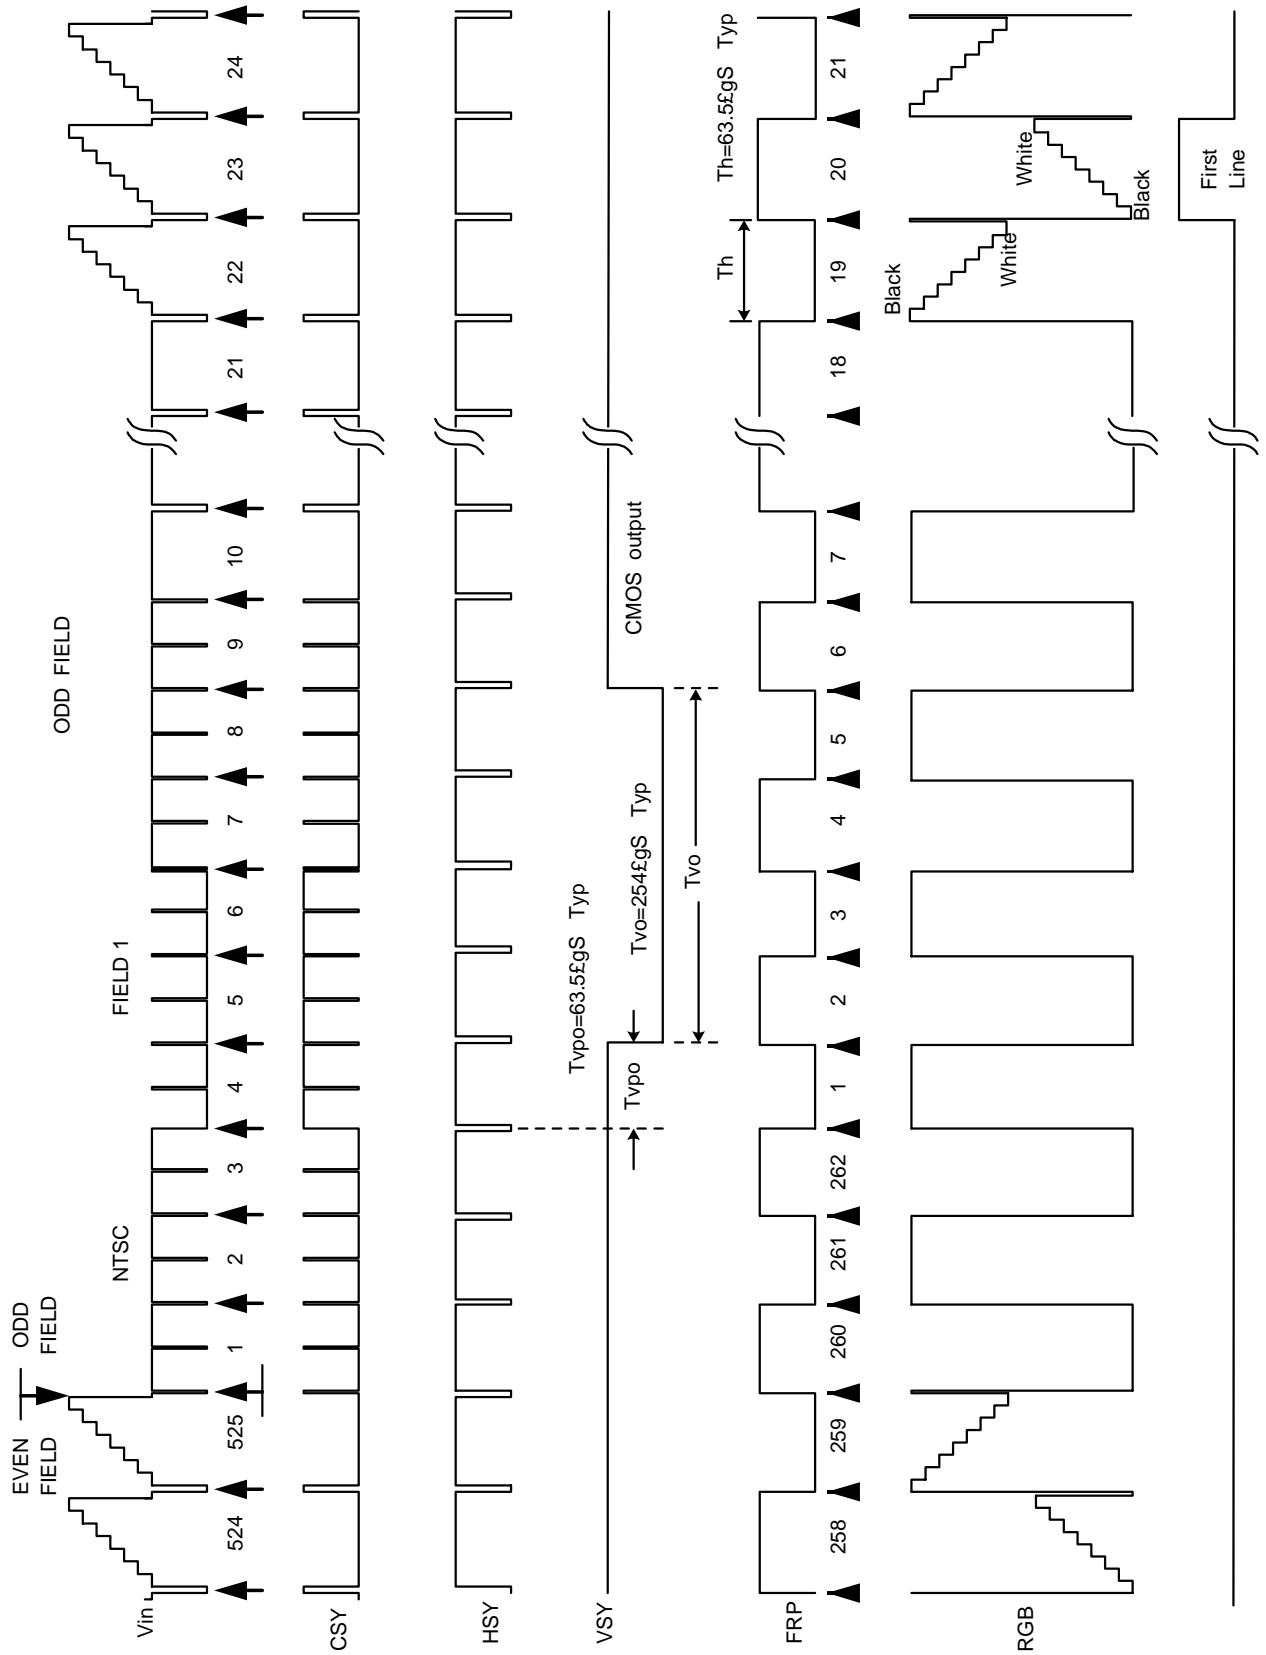 EVEN
FIELD
ODD
FIELD
NTSC
FIELD 1
ODD FIELD
Vin
524
525
1
2
3
4
5
6
7
8
9
10
21
22
23
24
CSY
HSY
VSY
Tvpo=63.5£gS Typ
Tvpo
Tvo=254£gS Typ
Tvo
CMOS output
Th
Th=63.5£gS Typ
FRP
258
259
260
261
262
1
2
3
4
5
6
7
18
19
20
21
RGB
Black
White
Black
White
First
Line